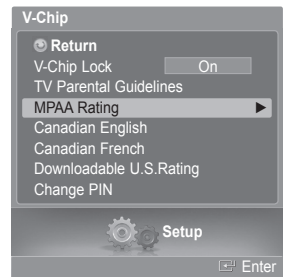 V-Chip
Return
V-Chip Lock On
TV Parental Guidelines
MPAA Rating
Canadian English
Canadian French
Downloadable U.S.Rating
Change PIN
Setup
Enter